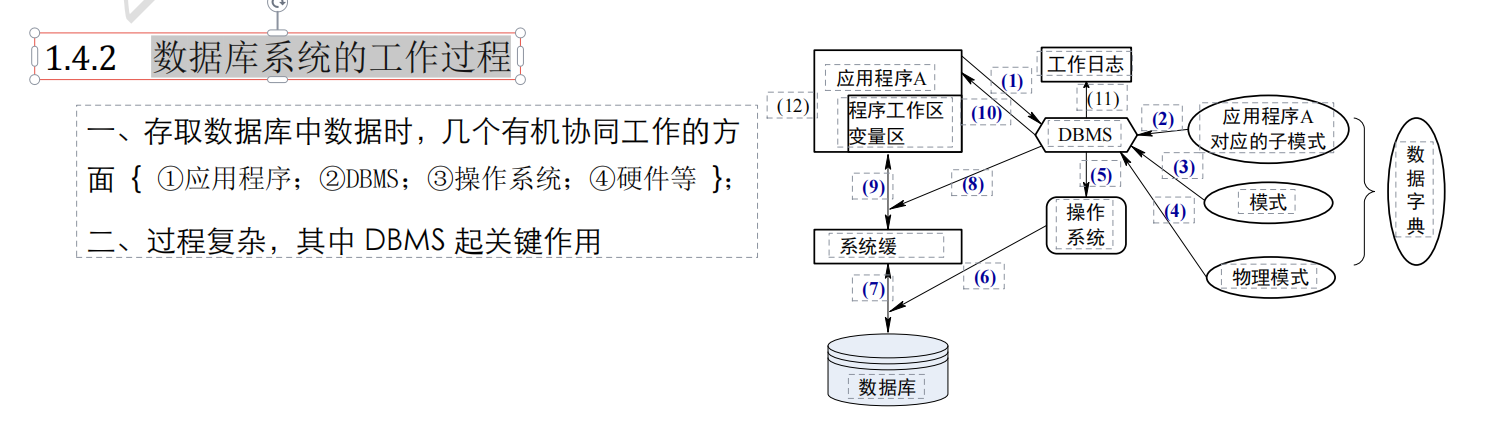 1.4.2 数据库系统的工作过程
一、存取数据库中数据时，几个有机协同工作的方
面 { ①应用程序；②DBMS；③操作系统；④硬件等 }；
二、过程复杂，其中 DBMS 起关键作用
应用程序A
程序工作区
变量区
(12)
(1)
(10)
工作日志
(11)
DBMS
(2)
应用程序A
对应的子模式
(3)
模式
(4)
物理模式
数
据
字
典
(5)
操作
系统
(9)
(8)
系统缓
(7)
(6)
数据库